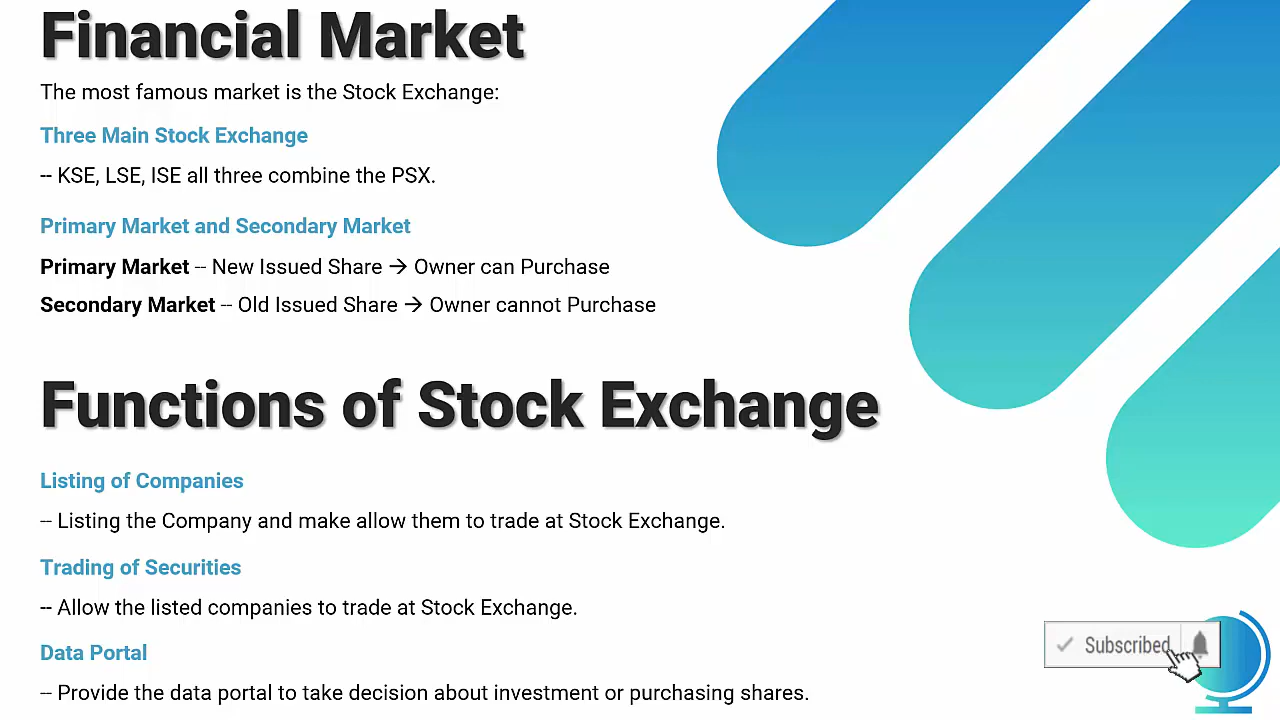 Financial Market
The most famous market is the Stock Exchange:
Three Main Stock Exchange
-- KSE, LSE, ISE all three combine the PSX.
Primary Market and Secondary Market
Primary Market -- New Issued Share → Owner can Purchase
Secondary Market -- Old Issued Share → Owner cannot Purchase
Functions of Stock Exchange
Listing of Companies
-- Listing the Company and make allow them to trade at Stock Exchange.
Trading of Securities
-- Allow the listed companies to trade at Stock Exchange.
Data Portal
-- Provide the data portal to take decision about investment or purchasing shares.
Subscribed